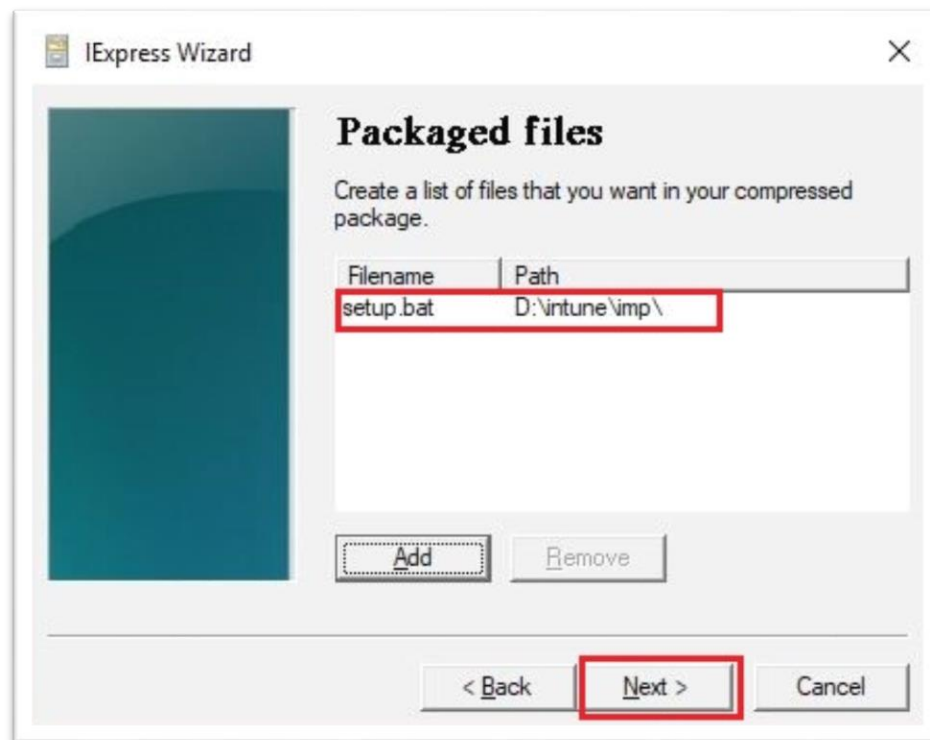 IExpress Wizard
Packaged files
Create a list of files that you want in your compressed
package.
Filename Path
setup.bat D:\intune\imp\
Add Remove
< Back Next > Cancel